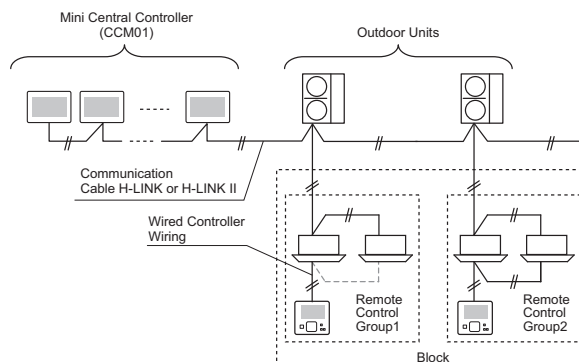 Mini Central Controller
(CCM01)
Outdoor Units
Communication
Cable H-LINK or H-LINK II
Wired Controller
Wiring
Remote
Control
Group1
Remote
Control
Group2
Block